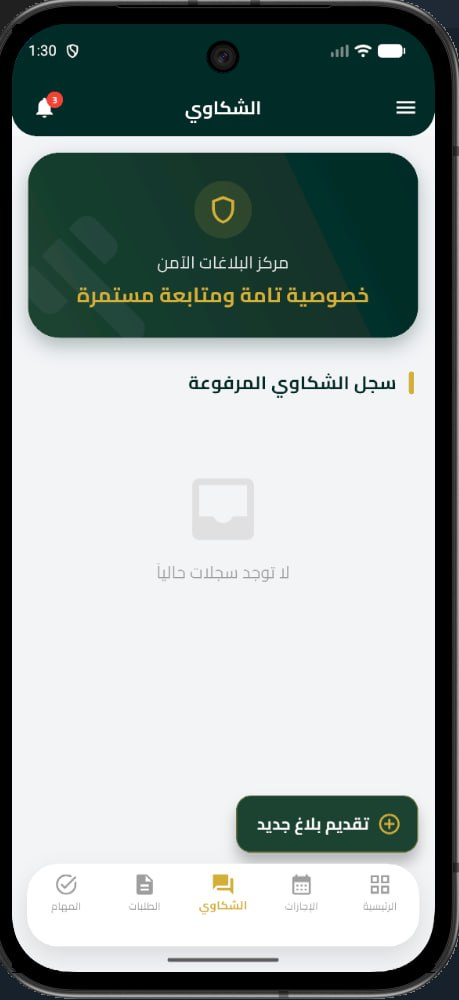 1:30
3
الشكاوي
مركز البلاغات الآمن
خصوصية تامة ومتابعة مستمرة
سجل الشكاوي المرفوعة
لا توجد سجلات حالياً
تقديم بلاغ جديد
الرئيسية
الإجازات
الشكاوي
الطلبات
المهام